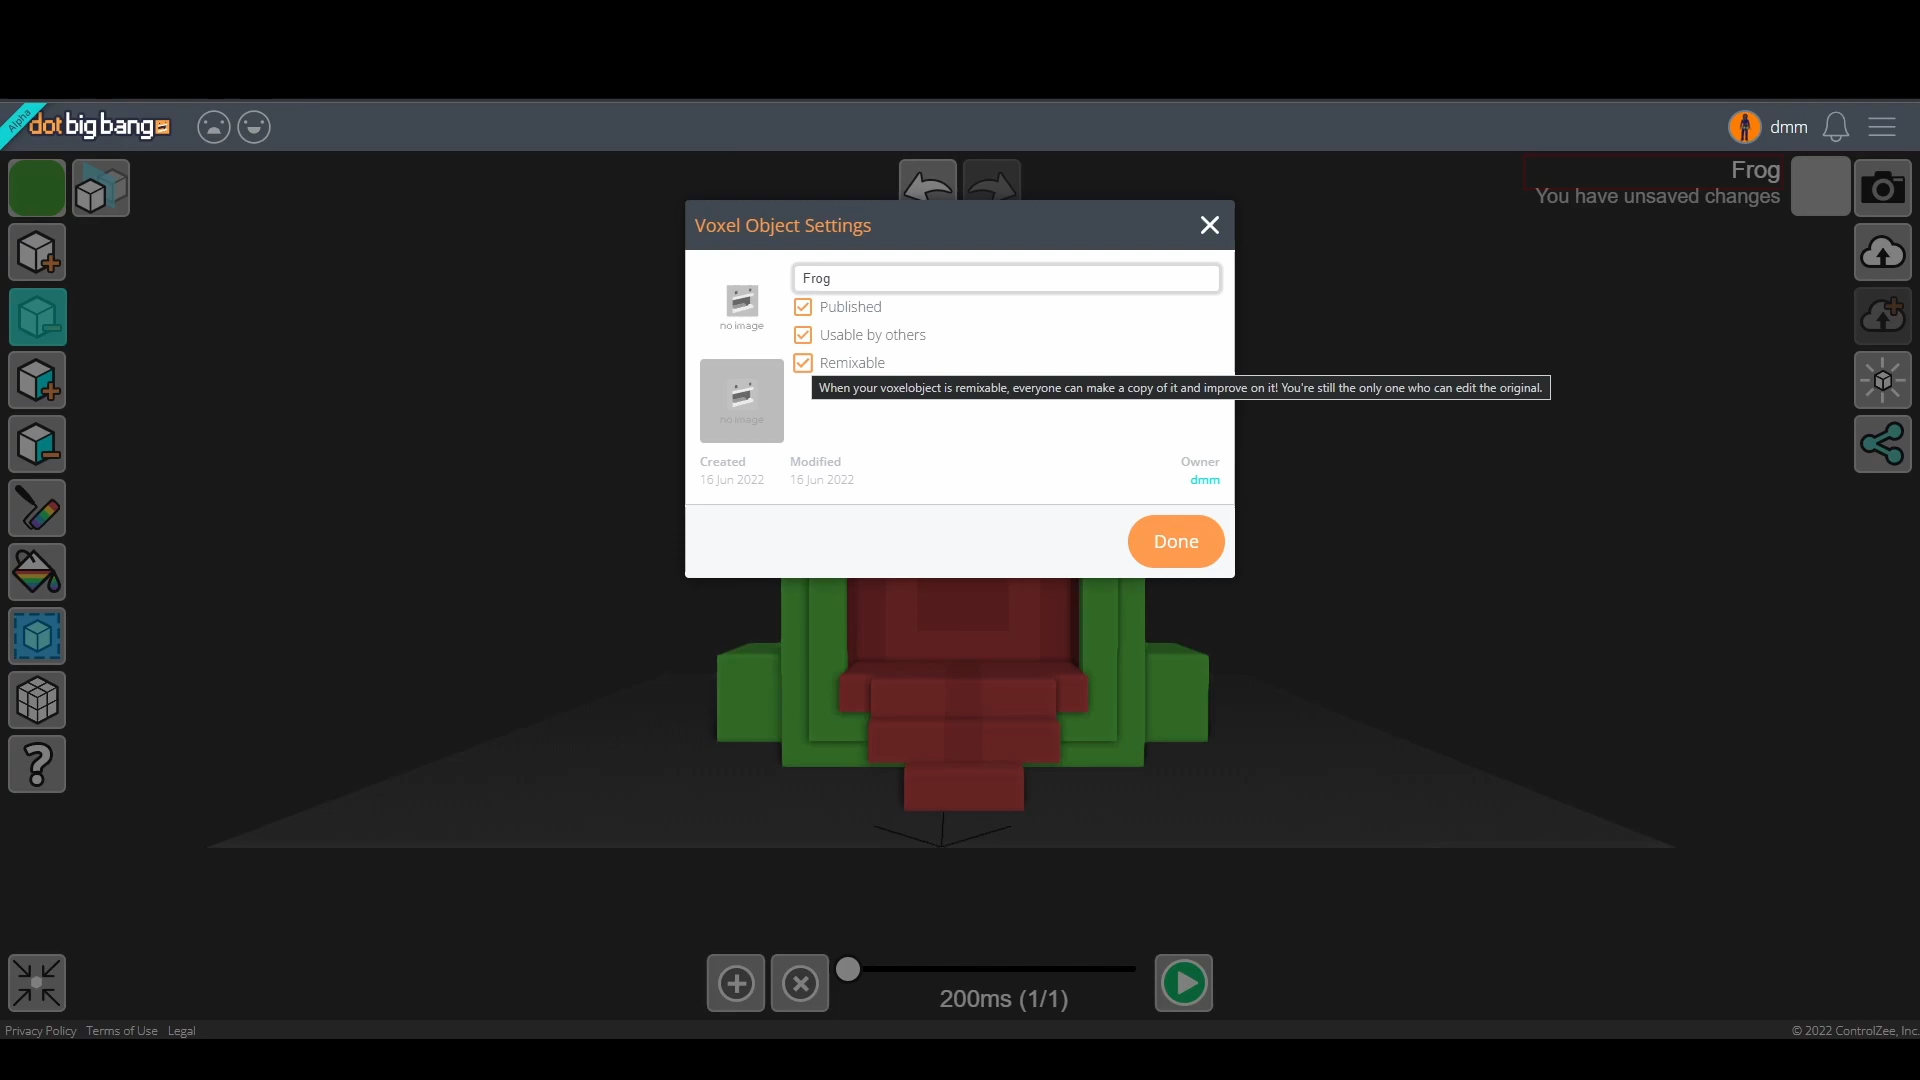 Alpha
dotbigbang
dmm
Frog
You have unsaved changes
Voxel Object Settings
Frog
Published
Usable by others
Remixable
no image
no image
When your voxelobject is remixable, everyone can make a copy of it and improve on it! You're still the only one who can edit the original.
Created
Modified
Owner
16 Jun 2022
16 Jun 2022
dmm
Done
200ms (1/1)
Privacy Policy Terms of Use Legal
© 2022 ControlZee, Inc.